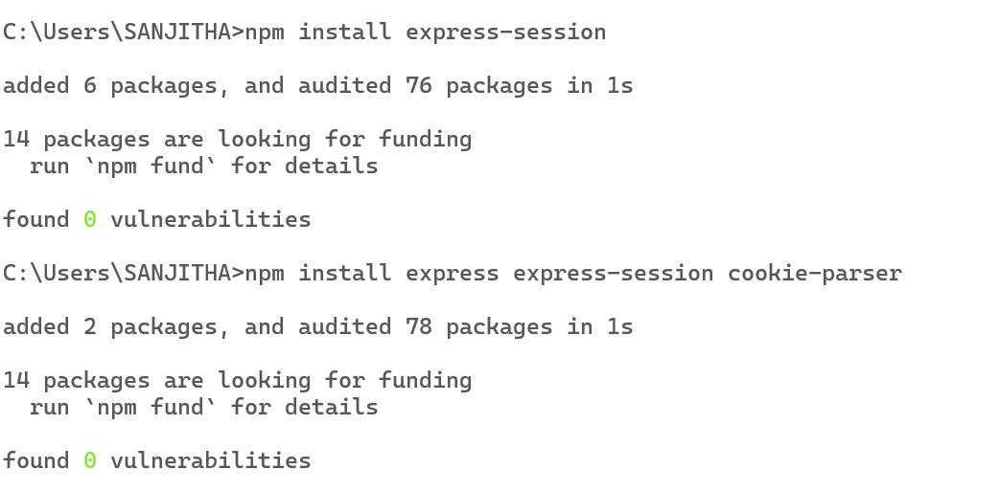 C:\Users\SANJITHA>npm install express-session
added 6 packages, and audited 76 packages in 1s
14 packages are looking for funding
  run `npm fund` for details
found 0 vulnerabilities
C:\Users\SANJITHA>npm install express express-session cookie-parser
added 2 packages, and audited 78 packages in 1s
14 packages are looking for funding
  run `npm fund` for details
found 0 vulnerabilities